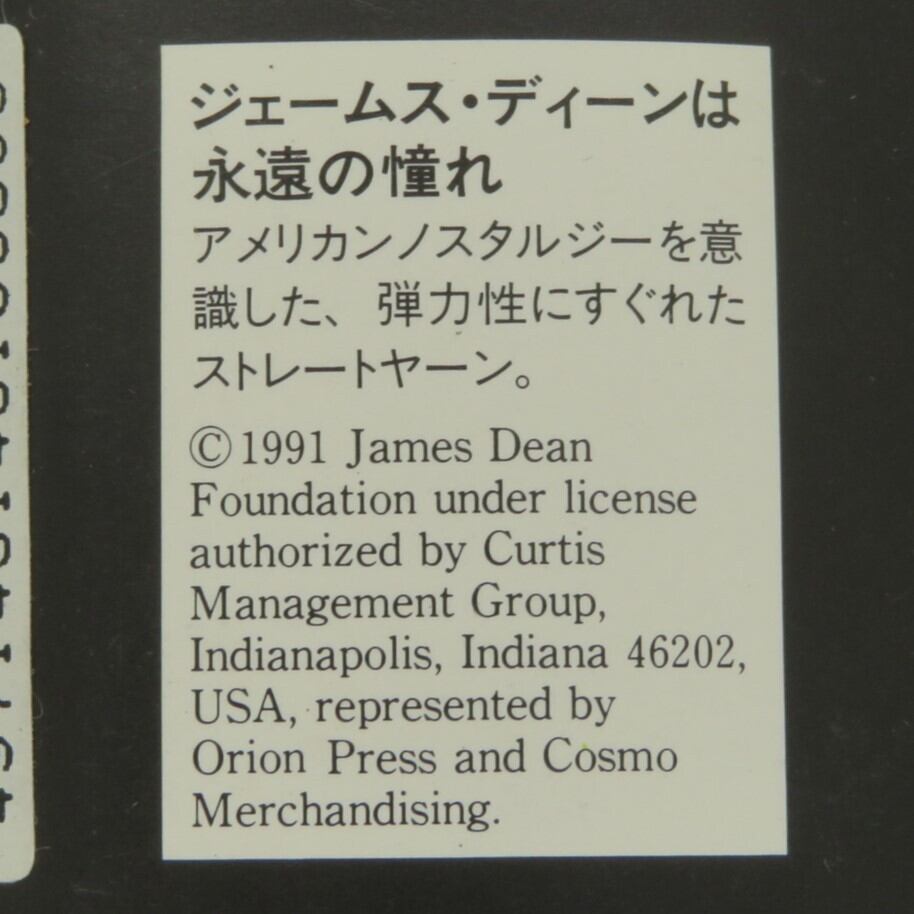 ジェームス・ディーンは
永遠の憧れ
アメリカンノスタルジーを意
識した、弾力性にすぐれた
ストレートヤーン。
©1991 James Dean
Foundation under license
authorized by Curtis
Management Group,
Indianapolis, Indiana 46202,
USA, represented by
Orion Press and Cosmo
Merchandising.